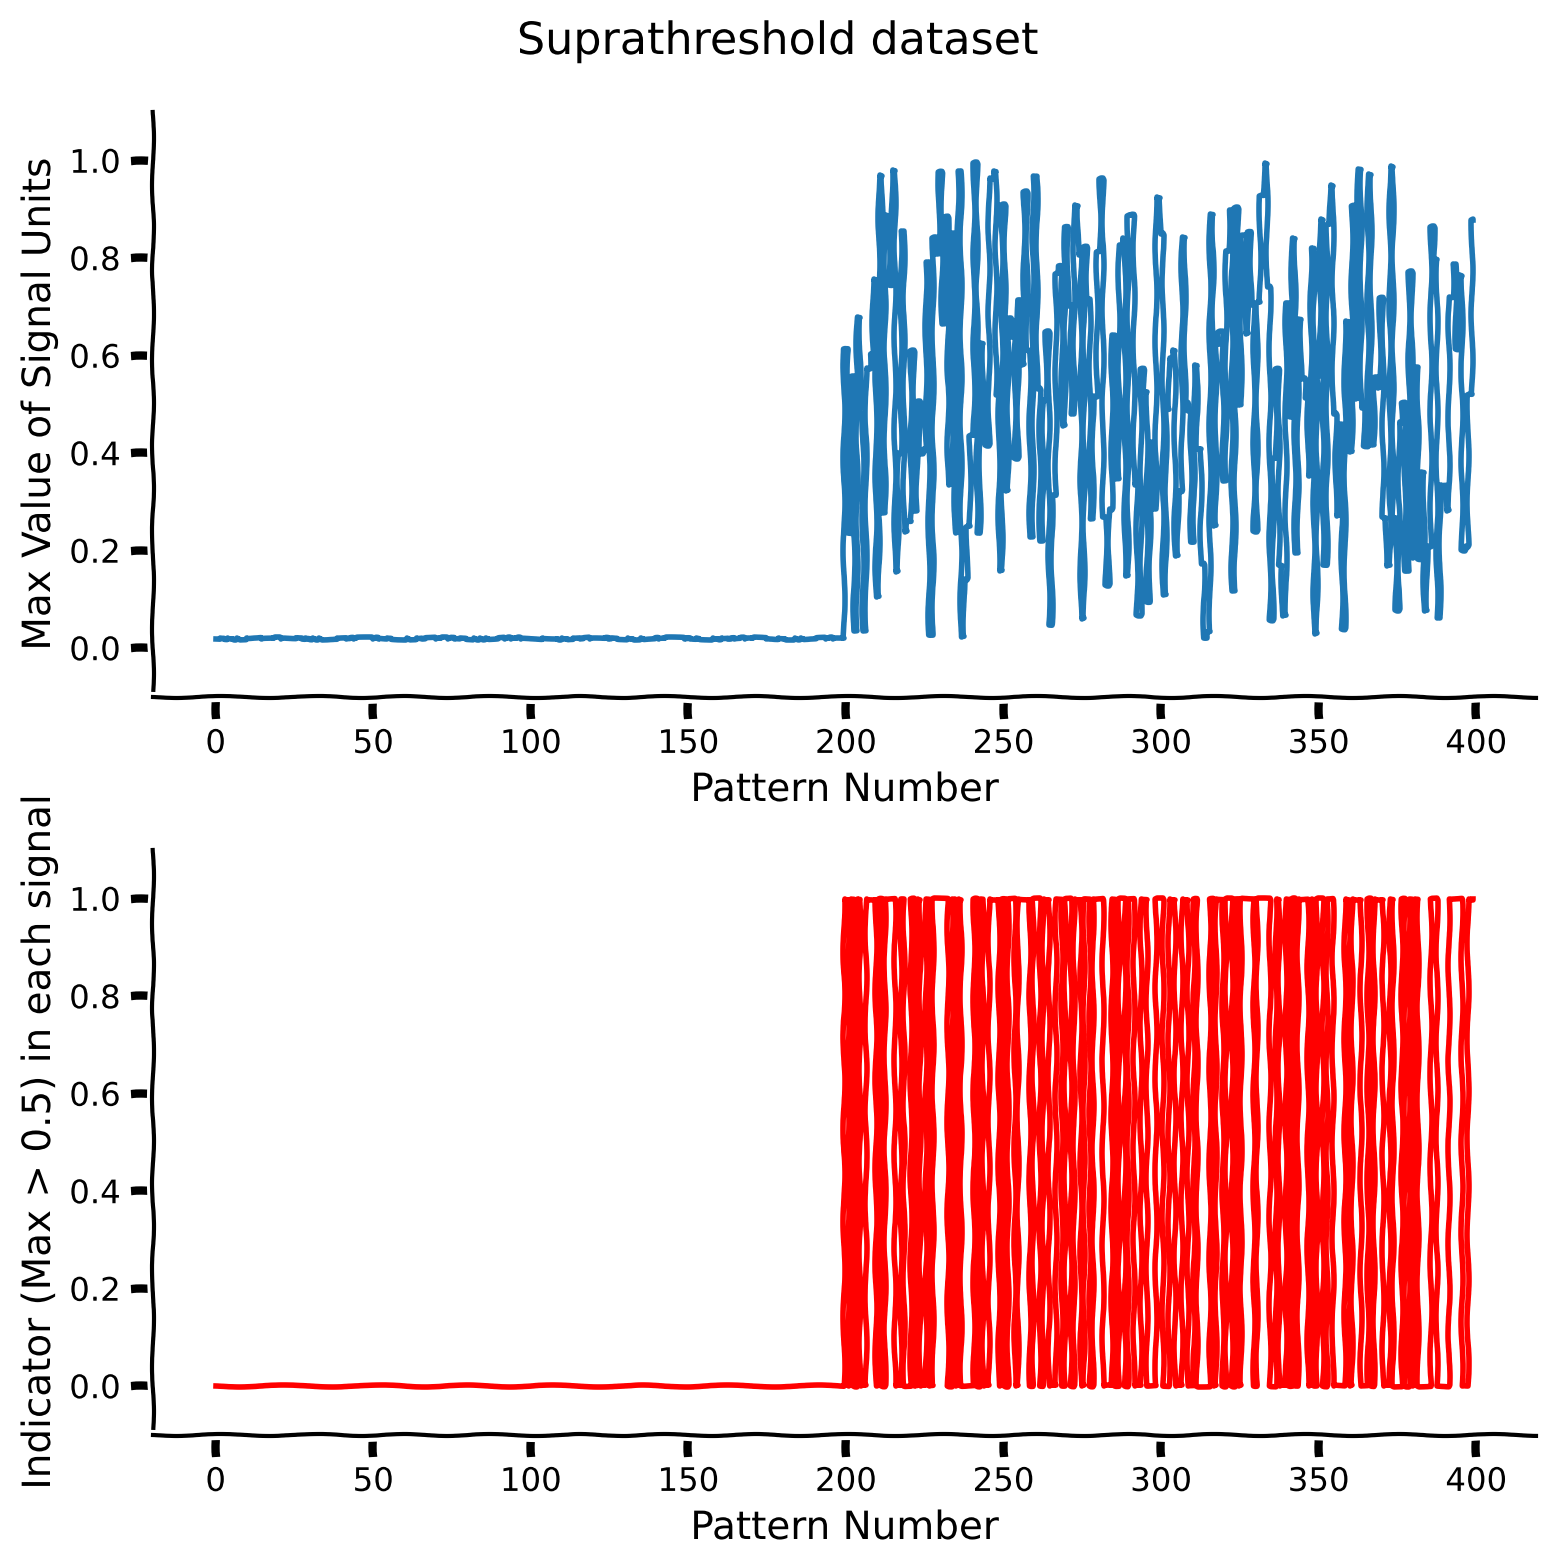 Suprathreshold dataset
Max Value of Signal Units
1.0
0.8
0.6
0.4
0.2
0.0
0 50 100 150 200 250 300 350 400
Pattern Number
Indicator (Max > 0.5) in each signal
1.0
0.8
0.6
0.4
0.2
0.0
0 50 100 150 200 250 300 350 400
Pattern Number